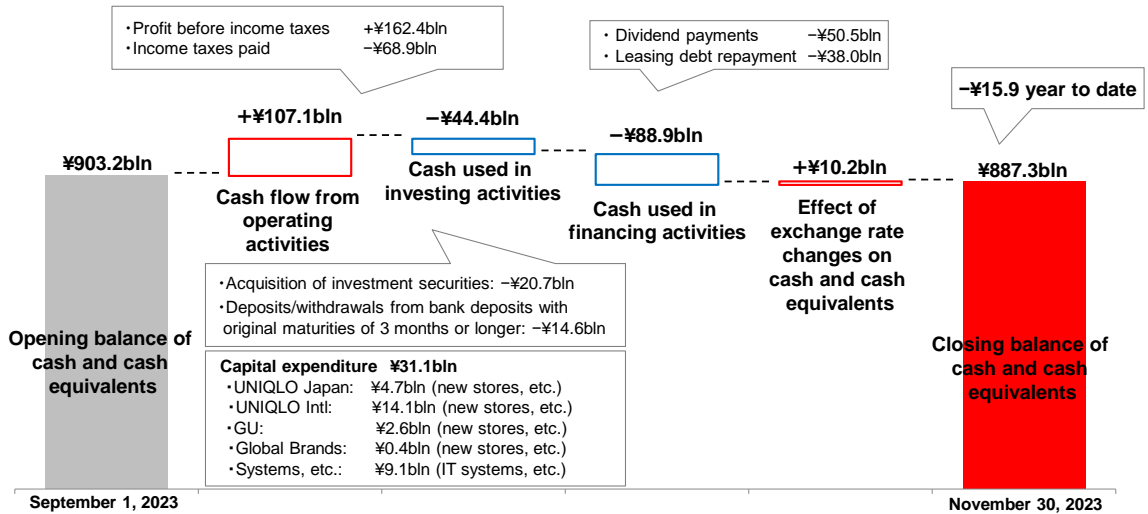 ・Profit before income taxes +¥162.4bln
・Income taxes paid −¥68.9bln
・ Dividend payments −¥50.5bln
・ Leasing debt repayment −¥38.0bln
−¥15.9 year to date
¥903.2bln
+¥107.1bln
−¥44.4bln
−¥88.9bln
+¥10.2bln
¥887.3bln
Cash flow from
operating
activities
Cash used in
investing activities
Cash used in
financing activities
Effect of
exchange rate
changes on
cash and cash
equivalents
・Acquisition of investment securities: −¥20.7bln
・Deposits/withdrawals from bank deposits with
original maturities of 3 months or longer: −¥14.6bln
Opening balance of
cash and cash
equivalents
Capital expenditure ¥31.1bln
・UNIQLO Japan: ¥4.7bln (new stores, etc.)
・UNIQLO Intl: ¥14.1bln (new stores, etc.)
・GU: ¥2.6bln (new stores, etc.)
・Global Brands: ¥0.4bln (new stores, etc.)
・Systems, etc.: ¥9.1bln (IT systems, etc.)
Closing balance of
cash and cash
equivalents
September 1, 2023
November 30, 2023